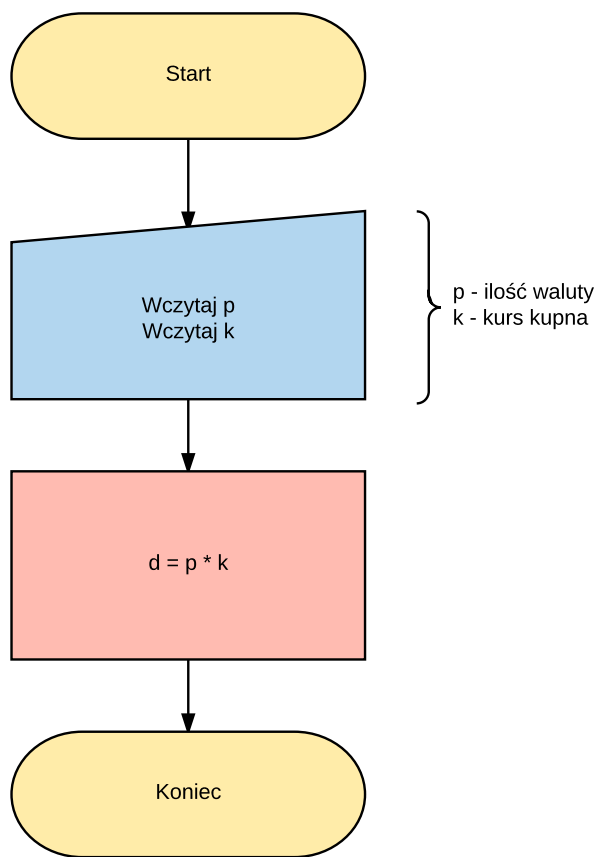 Start
Wczytaj p
Wczytaj k
p - ilość waluty
k - kurs kupna
d = p * k
Koniec